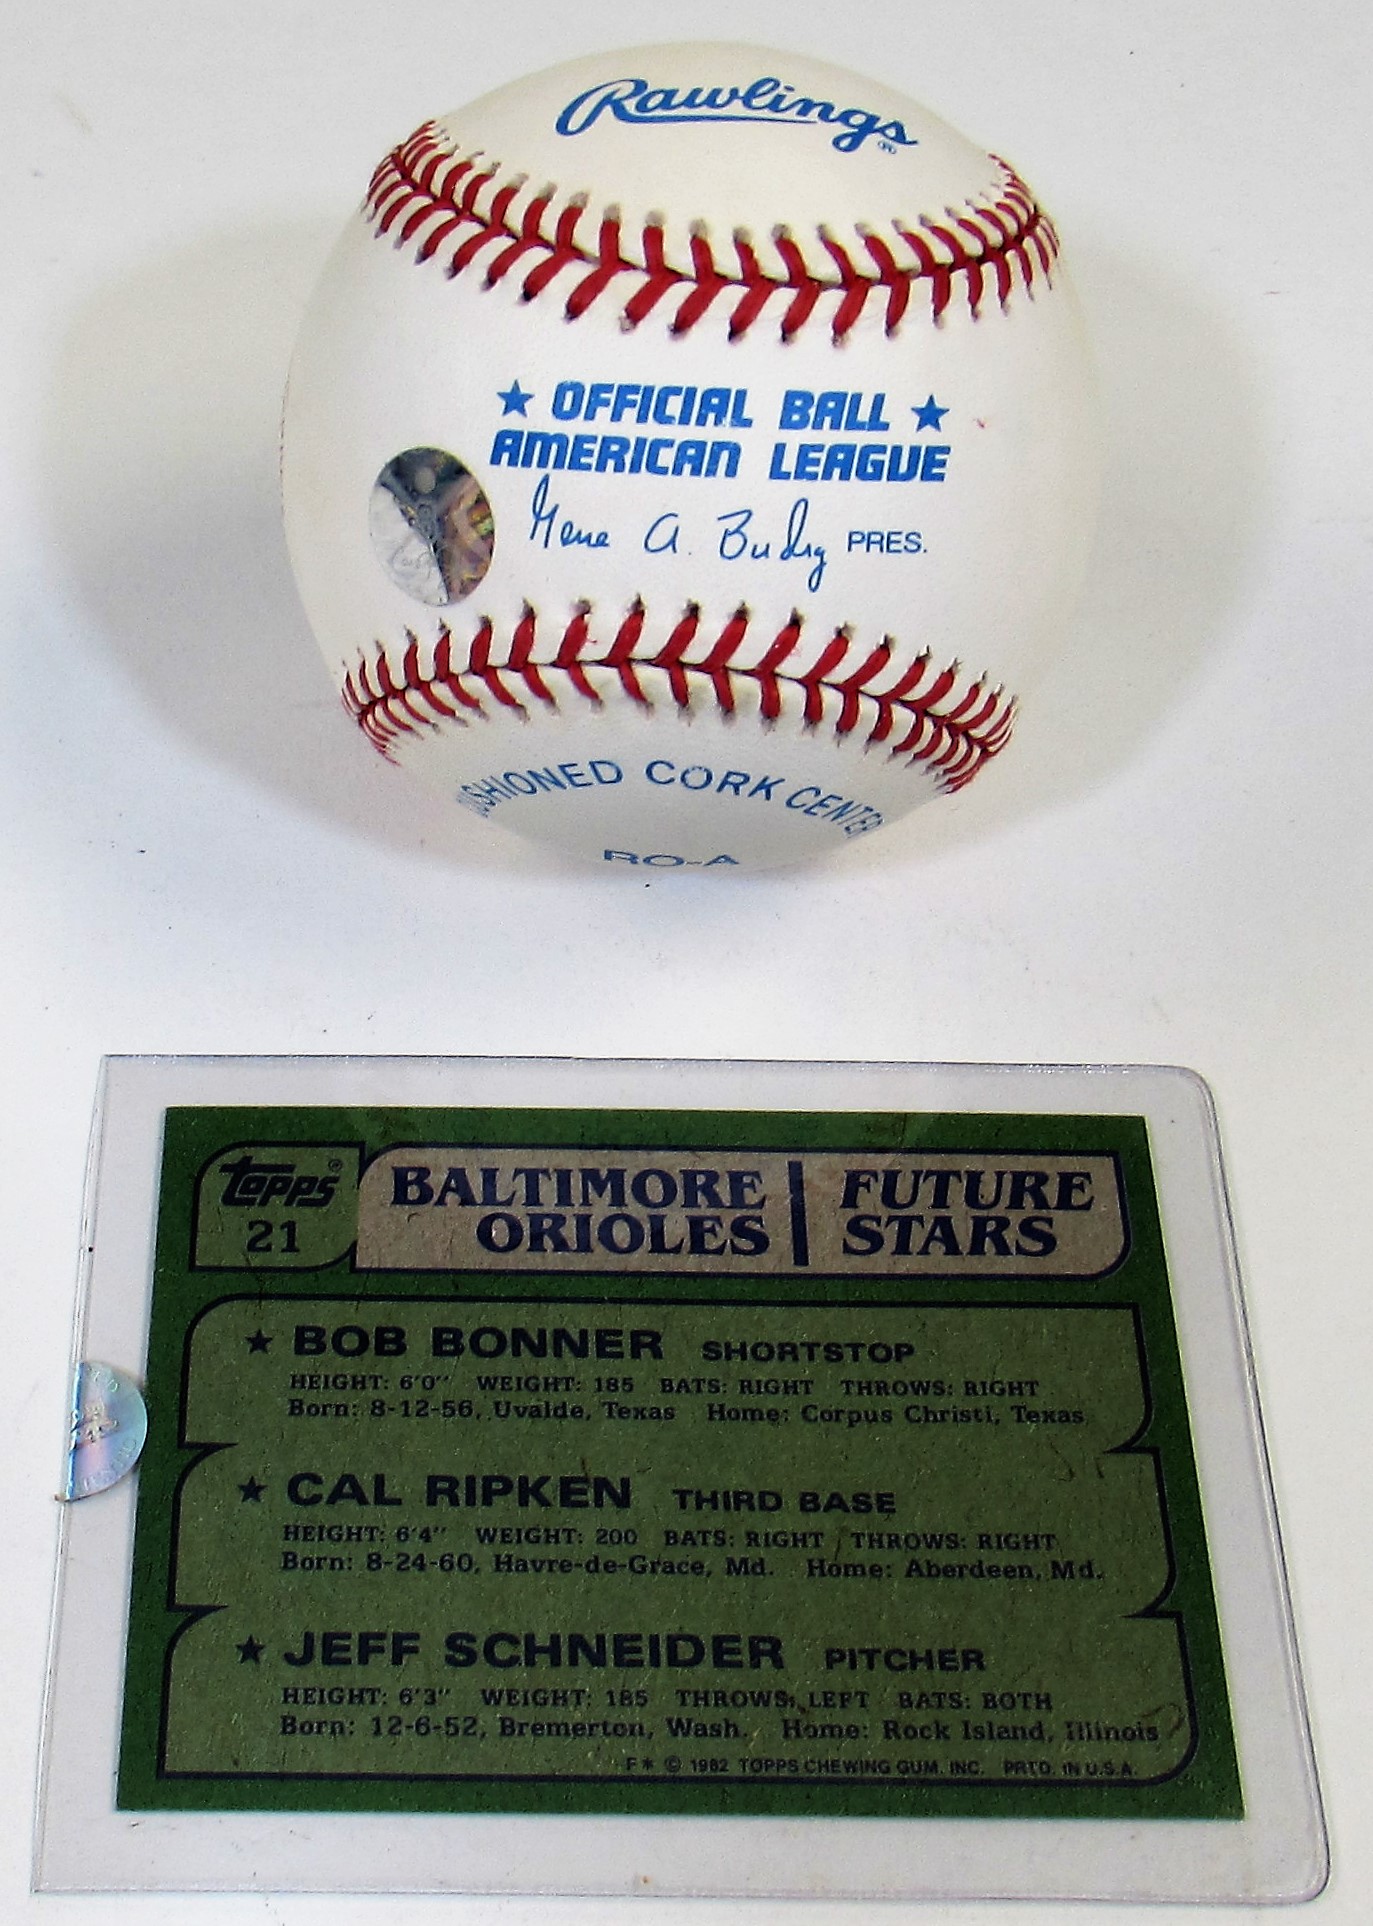 Rawlings ®
★ OFFICIAL BALL ★
AMERICAN LEAGUE
Gene A. Budig PRES.
CUSHIONED CORK CENTER
RO-A
topps®
21
BALTIMORE ORIOLES | FUTURE STARS
★ BOB BONNER SHORTSTOP
HEIGHT: 6'0" WEIGHT: 185 BATS: RIGHT THROWS: RIGHT
Born: 8-12-56, Uvalde, Texas Home: Corpus Christi, Texas
★ CAL RIPKEN THIRD BASE
HEIGHT: 6'4" WEIGHT: 200 BATS: RIGHT THROWS: RIGHT
Born: 8-24-60, Havre-de-Grace, Md. Home: Aberdeen, Md.
★ JEFF SCHNEIDER PITCHER
HEIGHT: 6'3" WEIGHT: 185 THROWS: LEFT BATS: BOTH
Born: 12-6-52, Bremerton, Wash. Home: Rock Island, Illinois
F* © 1982 TOPPS CHEWING GUM, INC. PRTD. IN U.S.A.